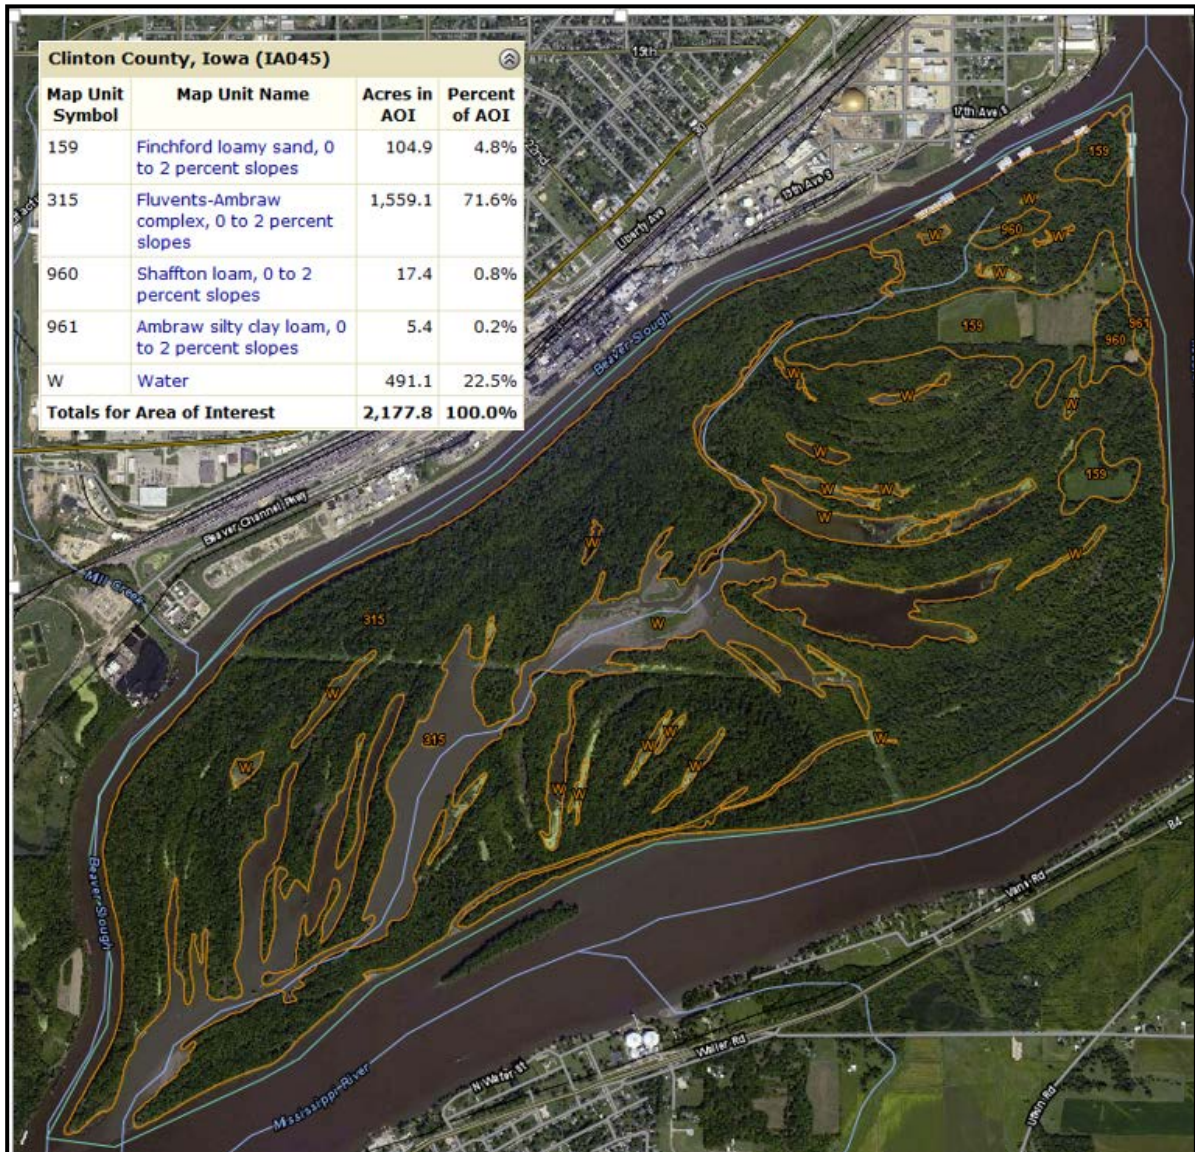 Clinton County, Iowa (IA045)
Map Unit Symbol Map Unit Name Acres in AOI Percent of AOI
159 Finchford loamy sand, 0 to 2 percent slopes 104.9 4.8%
315 Fluvents-Ambraw complex, 0 to 2 percent slopes 1,559.1 71.6%
960 Shaffton loam, 0 to 2 percent slopes 17.4 0.8%
961 Ambraw silty clay loam, 0 to 2 percent slopes 5.4 0.2%
W Water 491.1 22.5%
Totals for Area of Interest 2,177.8 100.0%
15th
17th Ave S
22nd
19th Ave S
Liberty Ave
159
W
960
W
W
W
Beaver Slough
159
961
960
W
W
W
W
159
W
W
W
W
W
Beaver Channel Pkwy
Mill Creek
315
W
W
315
W
W
W
W
W
W
W
Beaver Slough
84
Vans Rd
Waller Rd
N Water St
Mississippi River